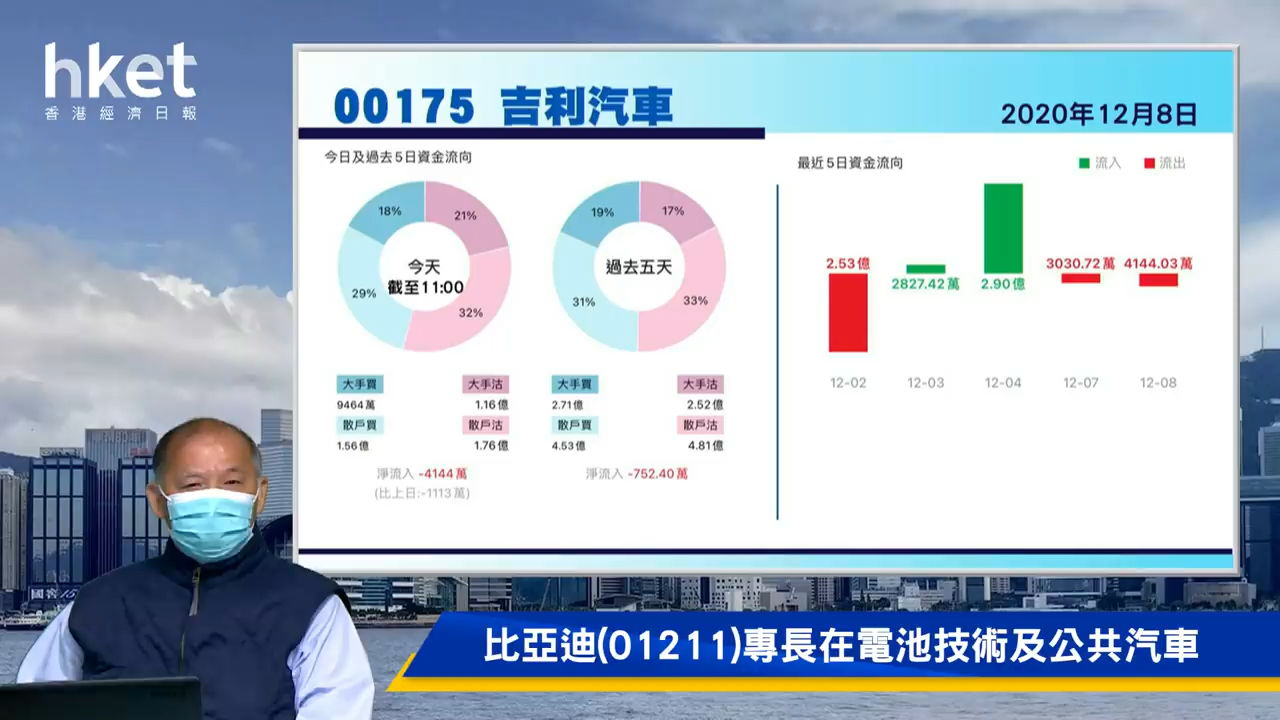 hket
香港經濟日報
00175 吉利汽車
2020年12月8日
今日及過去5日資金流向
18%
21%
29%
32%
今天
截至11:00
19%
17%
31%
33%
過去五天
大手買
大手沽
9464萬
1.16億
散戶買
散戶沽
1.56億
1.76億
淨流入 -4144萬
(比上日:-1113萬)
大手買
大手沽
2.71億
2.52億
散戶買
散戶沽
4.53億
4.81億
淨流入 -752.40萬
最近5日資金流向
流入
流出
2.53億
2827.42萬
2.90億
3030.72萬
4144.03萬
12-02
12-03
12-04
12-07
12-08
比亞迪(01211)專長在電池技術及公共汽車